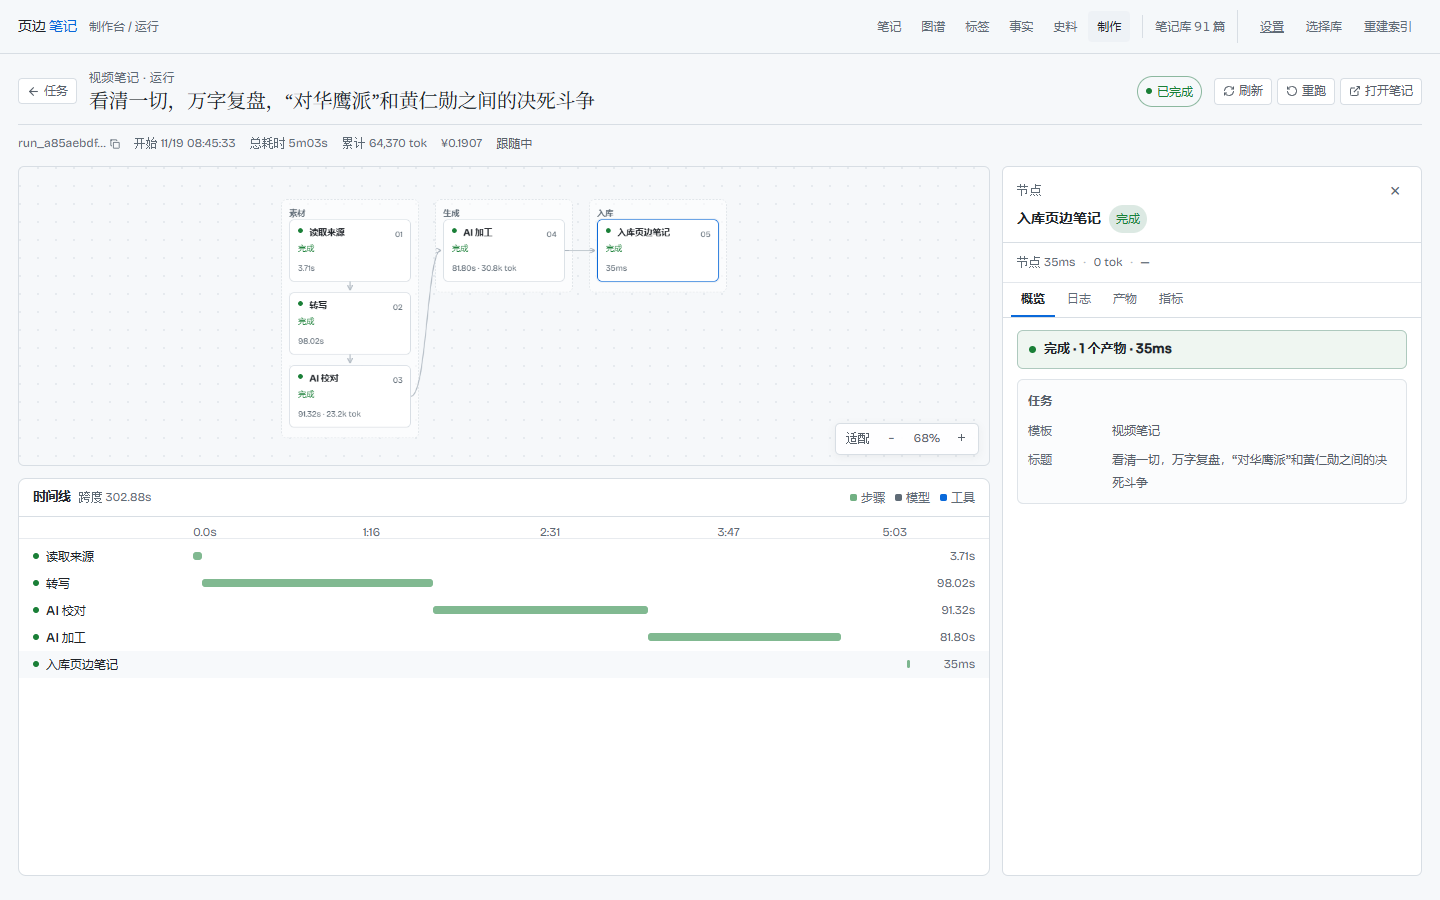 页边 笔记 制作台 / 运行 笔记 图谱 标签 事实 史料 制作 笔记库 91 篇 设置 选择库 重建索引
← 任务
视频笔记 · 运行
看清一切，万字复盘，“对华鹰派”和黄仁勋之间的决死斗争
已完成 刷新 重跑 打开笔记
run_a85aebdf... 开始 11/19 08:45:33 总耗时 5m03s 累计 64,370 tok ¥0.1907 跟随中
素材
读取来源 01
完成
3.71s
转写 02
完成
98.02s
AI 校对 03
完成
91.32s · 23.2k tok
生成
AI 加工 04
完成
81.80s · 30.8k tok
入库
入库页边笔记 05
完成
35ms
适配 - 68% +
时间线 跨度 302.88s 步骤 模型 工具
0.0s 1:16 2:31 3:47 5:03
读取来源 3.71s
转写 98.02s
AI 校对 91.32s
AI 加工 81.80s
入库页边笔记 35ms
节点 ×
入库页边笔记 完成
节点 35ms · 0 tok · —
概览 日志 产物 指标
完成 · 1 个产物 · 35ms
任务
模板 视频笔记
标题 看清一切，万字复盘，“对华鹰派”和黄仁勋之间的决
死斗争